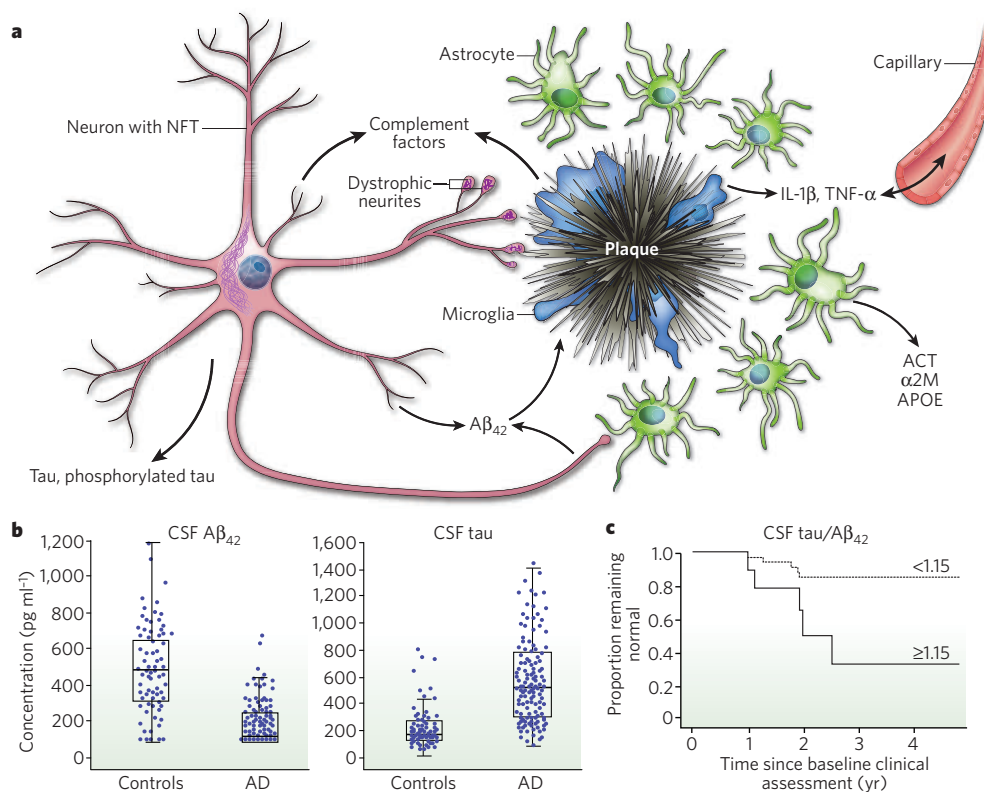 a
Astrocyte
Capillary
Neuron with NFT
Complement
factors
Dystrophic
neurites
IL-1β, TNF-α
Plaque
Microglia
ACT
α2M
APOE
Aβ42
Tau, phosphorylated tau
b
CSF Aβ42
Concentration (pg ml-1)
1,200
1,000
800
600
400
200
0
Controls
AD
CSF tau
1,600
1,400
1,200
1,000
800
600
400
200
0
Controls
AD
c
CSF tau/Aβ42
Proportion remaining
normal
1.0
0.8
0.6
0.4
0.2
0
<1.15
≥1.15
0 1 2 3 4
Time since baseline clinical
assessment (yr)